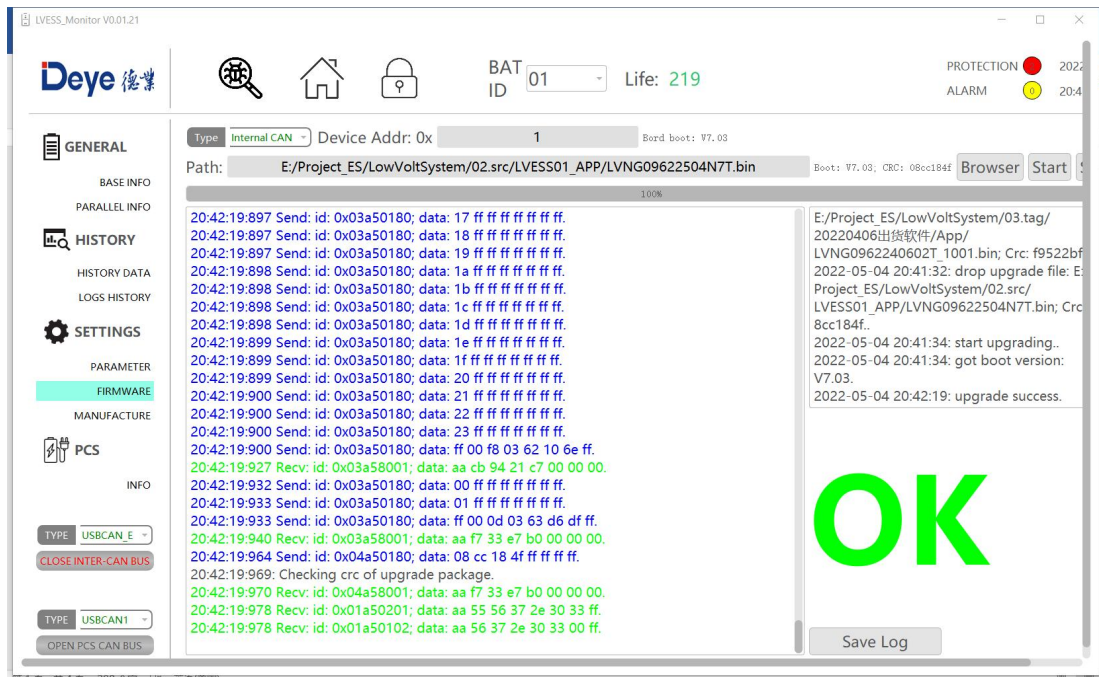 LVESS_Monitor V0.01.21
Deye 德業
BAT ID 01
Life: 219
PROTECTION 2022
ALARM 0 20:4
GENERAL
BASE INFO
PARALLEL INFO
HISTORY
HISTORY DATA
LOGS HISTORY
SETTINGS
PARAMETER
FIRMWARE
MANUFACTURE
PCS
INFO
TYPE USBCAN_E
CLOSE INTER-CAN BUS
TYPE USBCAN1
OPEN PCS CAN BUS
Type Internal CAN Device Addr: 0x 1 Bord boot: V7.03
Path: E:/Project_ES/LowVoltSystem/02.src/LVESS01_APP/LVNG09622504N7T.bin Boot: V7.03; CRC: 08cc184f Browser Start
100%
20:42:19:897 Send: id: 0x03a50180; data: 17 ff ff ff ff ff ff ff.
20:42:19:897 Send: id: 0x03a50180; data: 18 ff ff ff ff ff ff ff.
20:42:19:897 Send: id: 0x03a50180; data: 19 ff ff ff ff ff ff ff.
20:42:19:898 Send: id: 0x03a50180; data: 1a ff ff ff ff ff ff ff.
20:42:19:898 Send: id: 0x03a50180; data: 1b ff ff ff ff ff ff ff.
20:42:19:898 Send: id: 0x03a50180; data: 1c ff ff ff ff ff ff ff.
20:42:19:898 Send: id: 0x03a50180; data: 1d ff ff ff ff ff ff ff.
20:42:19:899 Send: id: 0x03a50180; data: 1e ff ff ff ff ff ff ff.
20:42:19:899 Send: id: 0x03a50180; data: 1f ff ff ff ff ff ff ff.
20:42:19:899 Send: id: 0x03a50180; data: 20 ff ff ff ff ff ff ff.
20:42:19:900 Send: id: 0x03a50180; data: 21 ff ff ff ff ff ff ff.
20:42:19:900 Send: id: 0x03a50180; data: 22 ff ff ff ff ff ff ff.
20:42:19:900 Send: id: 0x03a50180; data: 23 ff ff ff ff ff ff ff.
20:42:19:900 Send: id: 0x03a50180; data: ff 00 f8 03 62 10 6e ff.
20:42:19:927 Recv: id: 0x03a58001; data: aa cb 94 21 c7 00 00 00.
20:42:19:932 Send: id: 0x03a50180; data: 00 ff ff ff ff ff ff ff.
20:42:19:933 Send: id: 0x03a50180; data: 01 ff ff ff ff ff ff ff.
20:42:19:933 Send: id: 0x03a50180; data: ff 00 0d 03 63 d6 df ff.
20:42:19:940 Recv: id: 0x03a58001; data: aa f7 33 e7 b0 00 00 00.
20:42:19:964 Send: id: 0x04a50180; data: 08 cc 18 4f ff ff ff ff.
20:42:19:969: Checking crc of upgrade package.
20:42:19:970 Recv: id: 0x04a58001; data: aa f7 33 e7 b0 00 00 00.
20:42:19:978 Recv: id: 0x01a50201; data: aa 55 56 37 2e 30 33 ff.
20:42:19:978 Recv: id: 0x01a50102; data: aa 56 37 2e 30 33 00 ff.
E:/Project_ES/LowVoltSystem/03.tag/
20220406出货软件/App/
LVNG0962240602T_1001.bin; Crc: f9522bf
2022-05-04 20:41:32: drop upgrade file: E:
Project_ES/LowVoltSystem/02.src/
LVESS01_APP/LVNG09622504N7T.bin; Crc
8cc184f..
2022-05-04 20:41:34: start upgrading..
2022-05-04 20:41:34: got boot version:
V7.03.
2022-05-04 20:42:19: upgrade success.
OK
Save Log